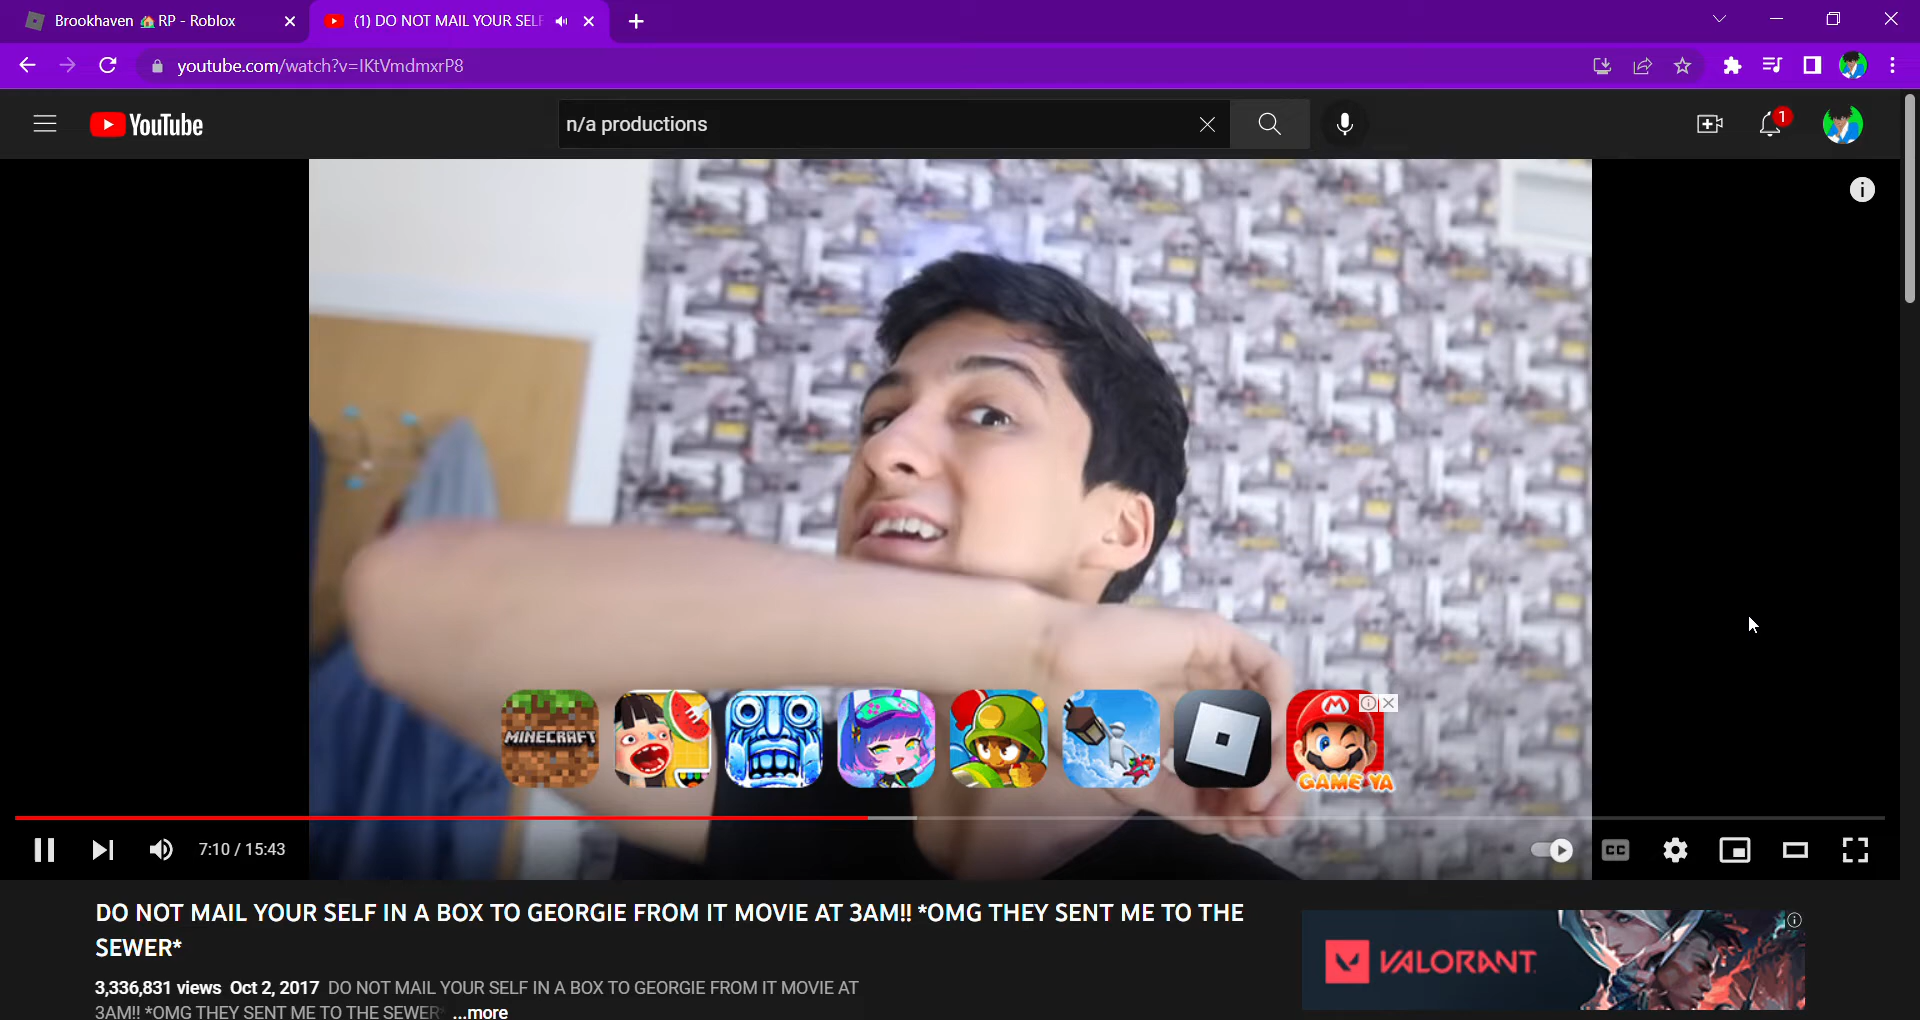 Brookhaven 🏠 RP - Roblox
(1) DO NOT MAIL YOUR SELF
youtube.com/watch?v=IKtVmdmxrP8
YouTube
n/a productions
1
MINECRAFT
M
GAME YA
7:10 / 15:43
CC
DO NOT MAIL YOUR SELF IN A BOX TO GEORGIE FROM IT MOVIE AT 3AM!! *OMG THEY SENT ME TO THE
SEWER*
VALORANT
3,336,831 views Oct 2, 2017 DO NOT MAIL YOUR SELF IN A BOX TO GEORGIE FROM IT MOVIE AT
3AM!! *OMG THEY SENT ME TO THE SEWER* ...more